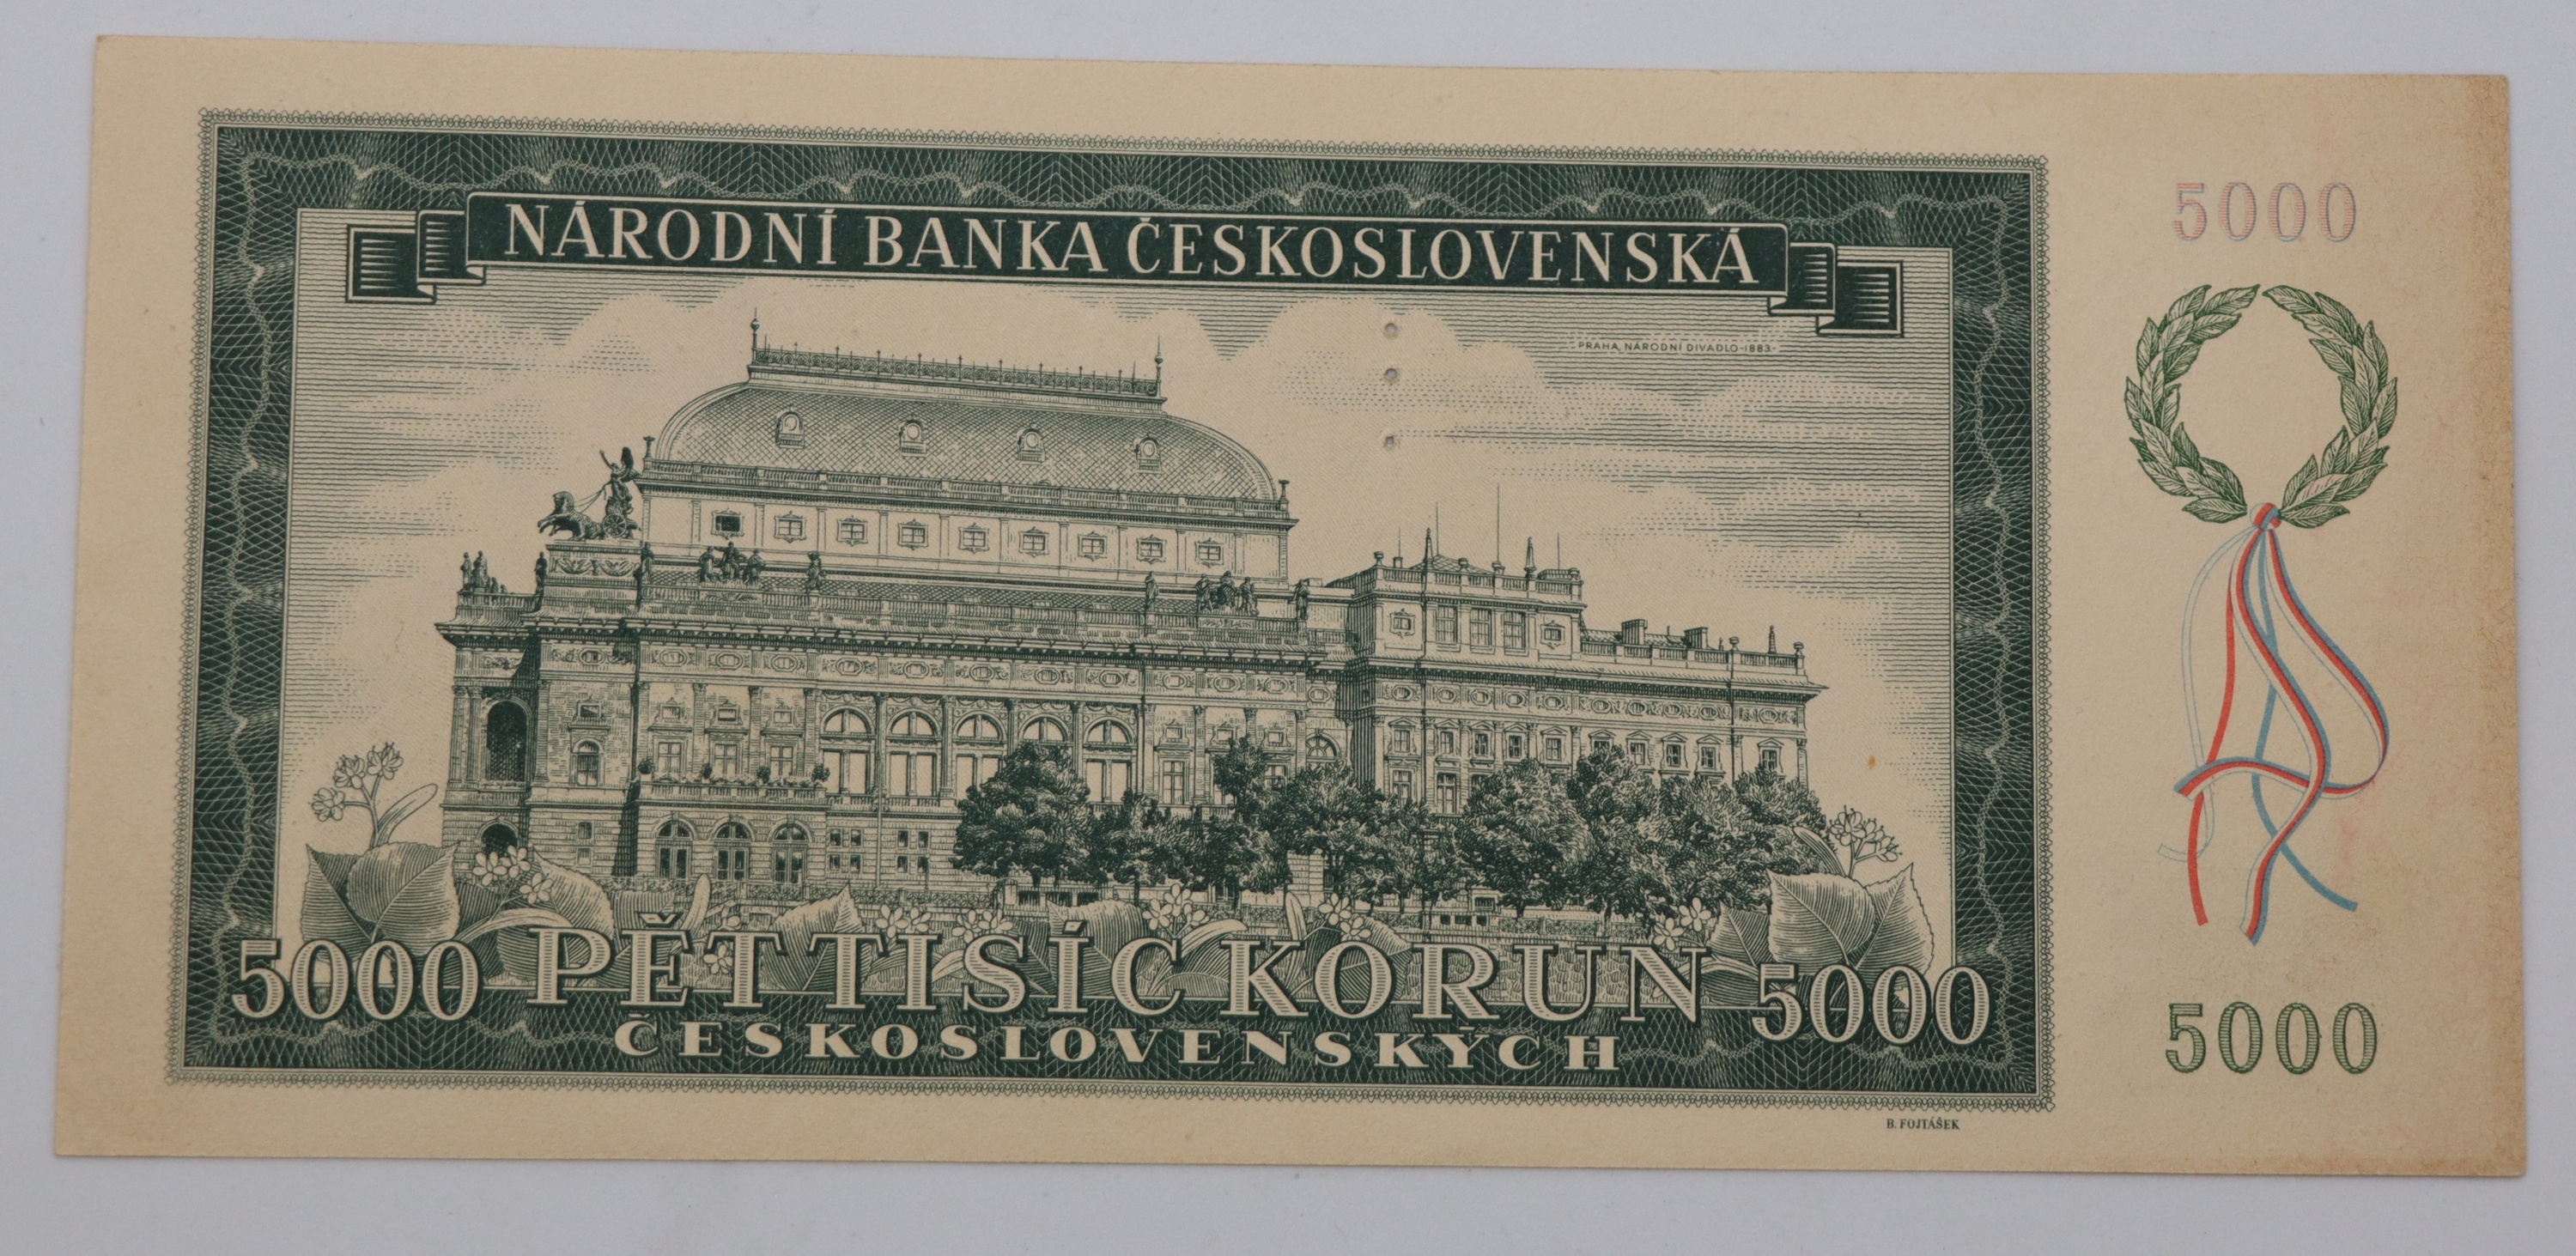 NÁRODNÍ BANKA ČESKOSLOVENSKÁ
PRAHA, NÁRODNÍ DIVADLO-1883-
5000
5000 PĚT TISÍC KORUN 5000
ČESKOSLOVENSKÝCH
5000
B. FOJTÁŠEK